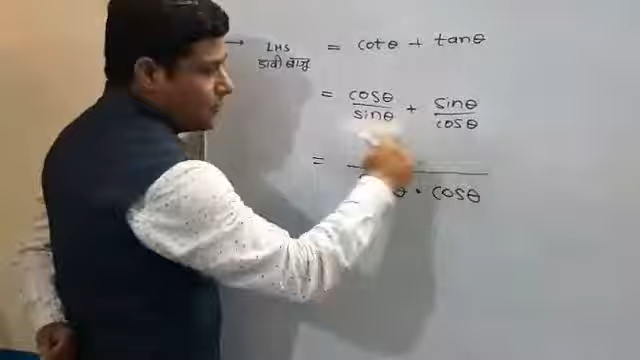 → LHS = cotθ + tanθ
डावी बाजु
= cosθ/sinθ + sinθ/cosθ
= θ · cosθ